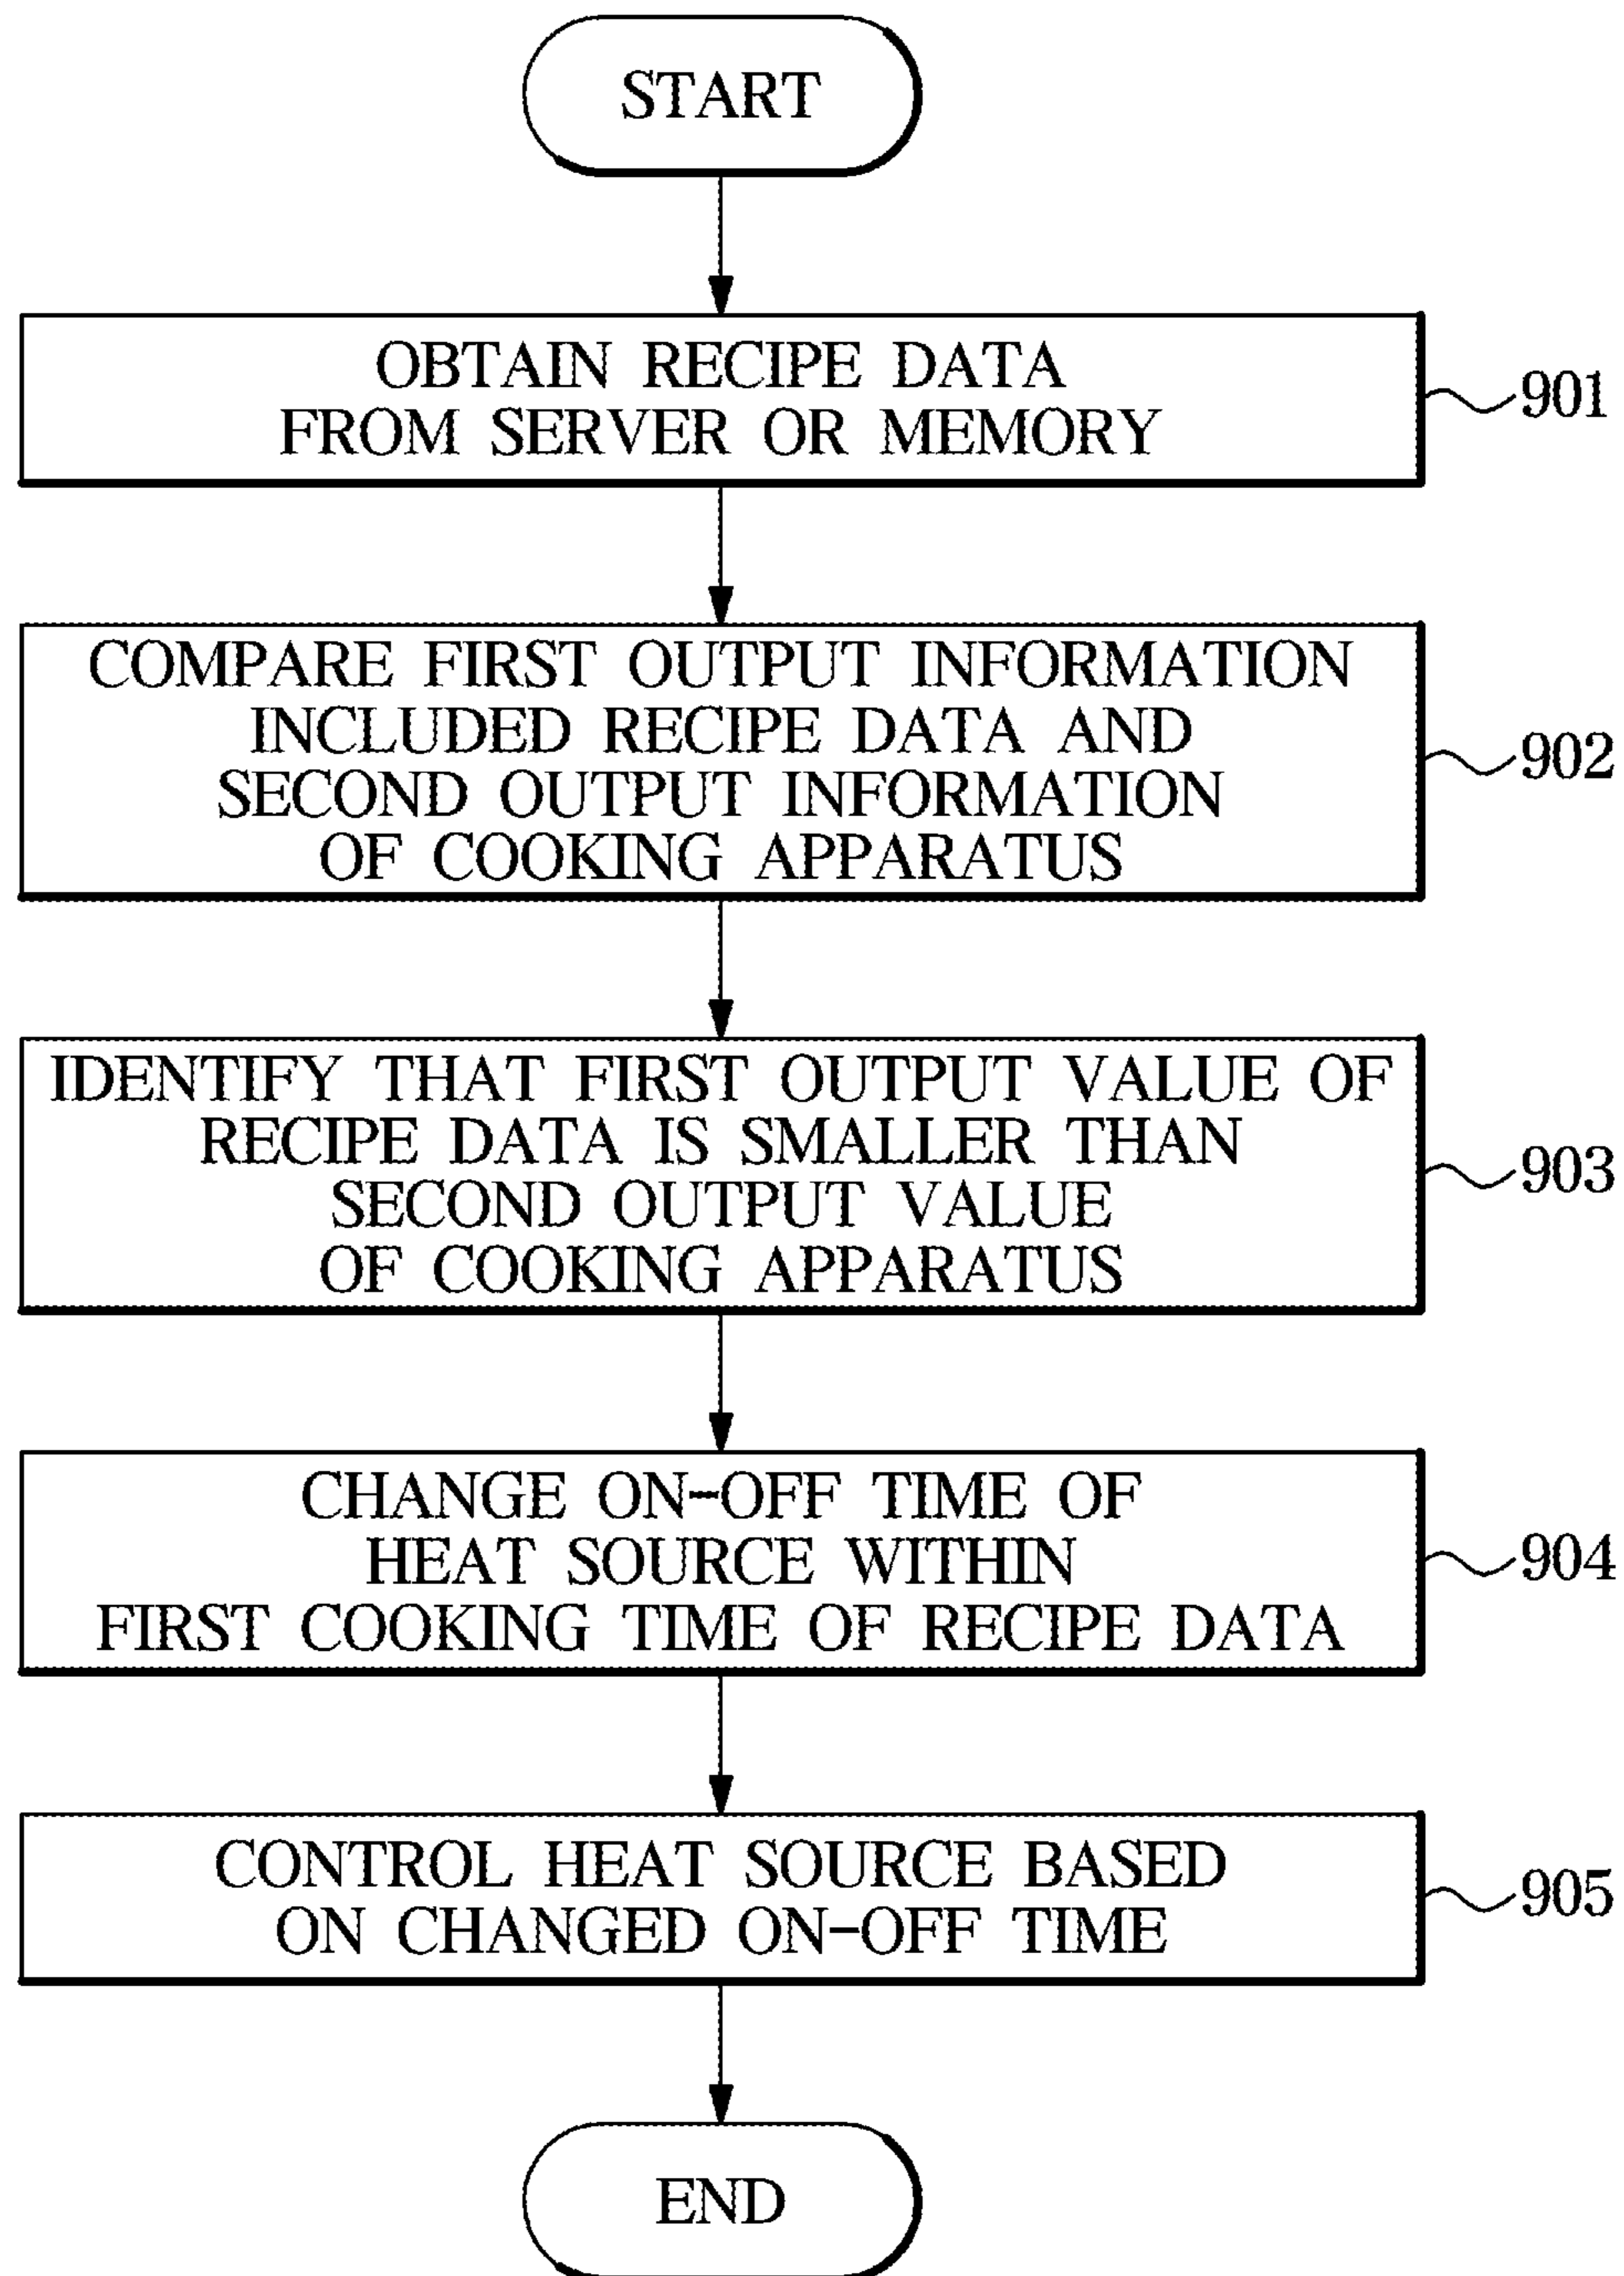 START
OBTAIN RECIPE DATA
FROM SERVER OR MEMORY
901
COMPARE FIRST OUTPUT INFORMATION
INCLUDED RECIPE DATA AND
SECOND OUTPUT INFORMATION
OF COOKING APPARATUS
902
IDENTIFY THAT FIRST OUTPUT VALUE OF
RECIPE DATA IS SMALLER THAN
SECOND OUTPUT VALUE
OF COOKING APPARATUS
903
CHANGE ON-OFF TIME OF
HEAT SOURCE WITHIN
FIRST COOKING TIME OF RECIPE DATA
904
CONTROL HEAT SOURCE BASED
ON CHANGED ON-OFF TIME
905
END